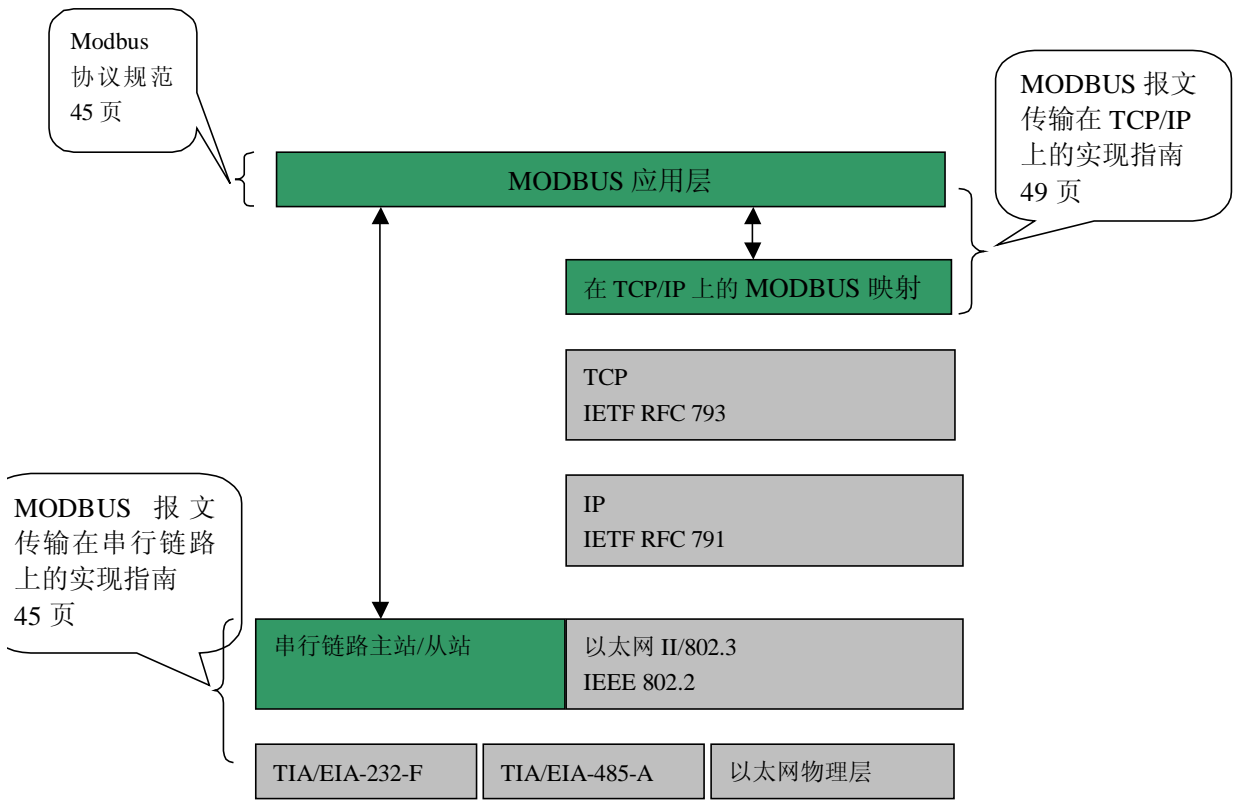 Modbus
协议规范
45 页
MODBUS 报文
传输在 TCP/IP
上的实现指南
49 页
MODBUS 应用层
在 TCP/IP 上的 MODBUS 映射
TCP
IETF RFC 793
IP
IETF RFC 791
MODBUS 报文
传输在串行链路
上的实现指南
45 页
串行链路主站/从站
以太网 II/802.3
IEEE 802.2
TIA/EIA-232-F
TIA/EIA-485-A
以太网物理层